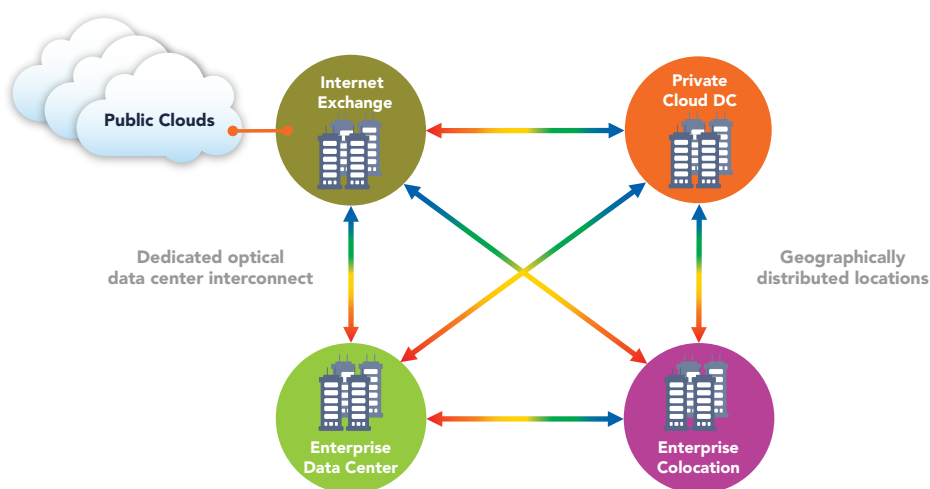 Internet
Exchange
Private
Cloud DC
Public Clouds
Dedicated optical
data center interconnect
Geographically
distributed locations
Enterprise
Data Center
Enterprise
Colocation